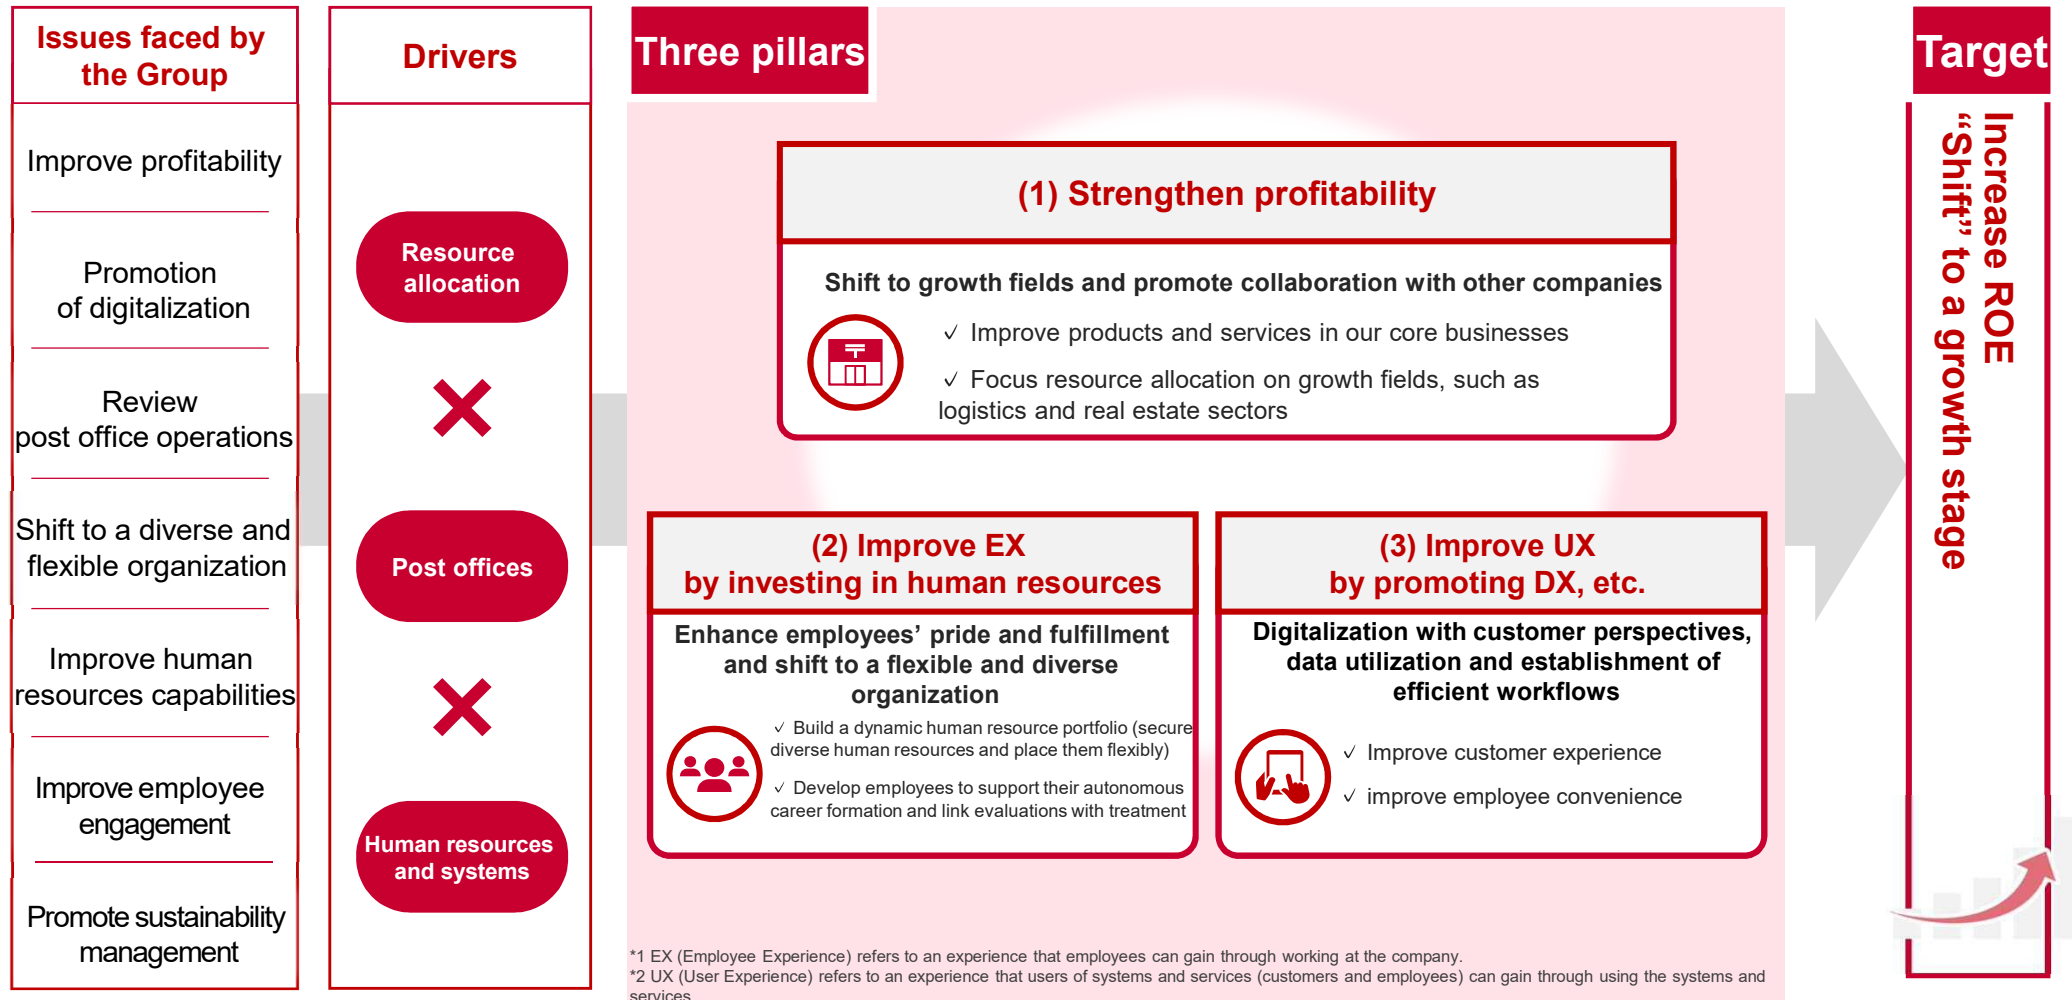 Issues faced by
the Group
Improve profitability
Promotion
of digitalization
Review
post office operations
Shift to a diverse and
flexible organization
Improve human
resources capabilities
Improve employee
engagement
Promote sustainability
management
Drivers
Resource
allocation
Post offices
Human resources
and systems
Three pillars
(1) Strengthen profitability
Shift to growth fields and promote collaboration with other companies
✓ Improve products and services in our core businesses
✓ Focus resource allocation on growth fields, such as
logistics and real estate sectors
(2) Improve EX
by investing in human resources
Enhance employees’ pride and fulfillment
and shift to a flexible and diverse
organization
✓ Build a dynamic human resource portfolio (secure
diverse human resources and place them flexibly)
✓ Develop employees to support their autonomous
career formation and link evaluations with treatment
(3) Improve UX
by promoting DX, etc.
Digitalization with customer perspectives,
data utilization and establishment of
efficient workflows
✓ Improve customer experience
✓ improve employee convenience
*1 EX (Employee Experience) refers to an experience that employees can gain through working at the company.
*2 UX (User Experience) refers to an experience that users of systems and services (customers and employees) can gain through using the systems and
services
Target
Increase ROE
“Shift” to a growth stage